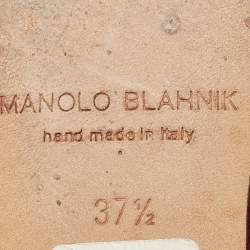 MANOLO BLAHNIK
hand made in Italy
37½